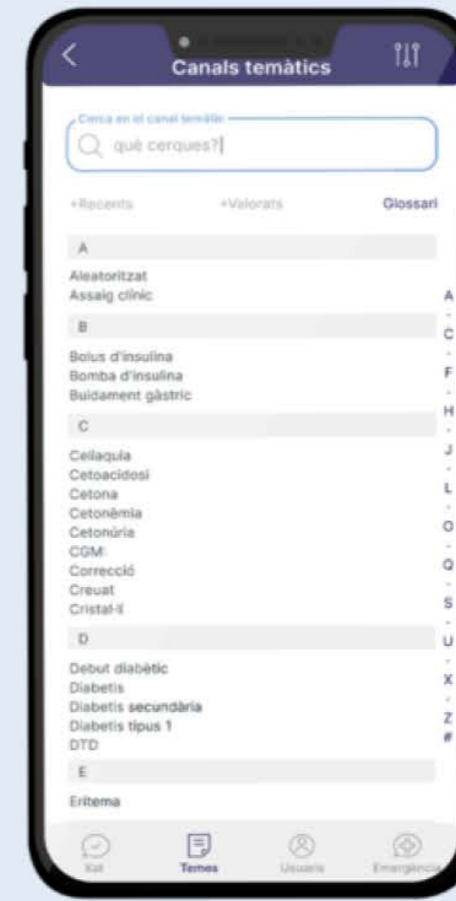 Canals temàtics
Cerca en el canal temàtic
què cerques?
+Recents +Valorats Glossari
A
Aleatoritzat
Assaig clínic
B
Bolus d'insulina
Bomba d'insulina
Buidament gàstric
C
Celiaquia
Cetoacidosi
Cetona
Cetonèmia
Cetonúria
CGM
Correcció
Creuat
Cristal·lí
D
Debut diabètic
Diabetis
Diabetis secundària
Diabetis tipus 1
DTD
E
Eritema
A
C
F
H
J
L
O
Q
S
U
X
Z
#
Xat Temes Usuaris Emergència